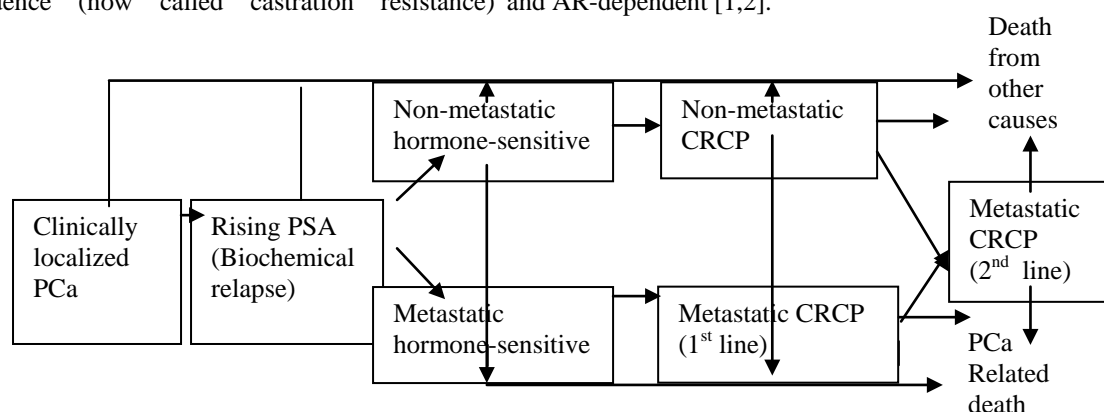 (now called castration resistance) and AR-dependent [1,2].
Death
from
other
causes
Non-metastatic
hormone-sensitive
Non-metastatic
CRCP
Clinically
localized
PCa
Rising PSA
(Biochemical
relapse)
Metastatic
CRCP
(2nd line)
Metastatic
hormone-sensitive
Metastatic CRCP
(1st line)
PCa
Related
death